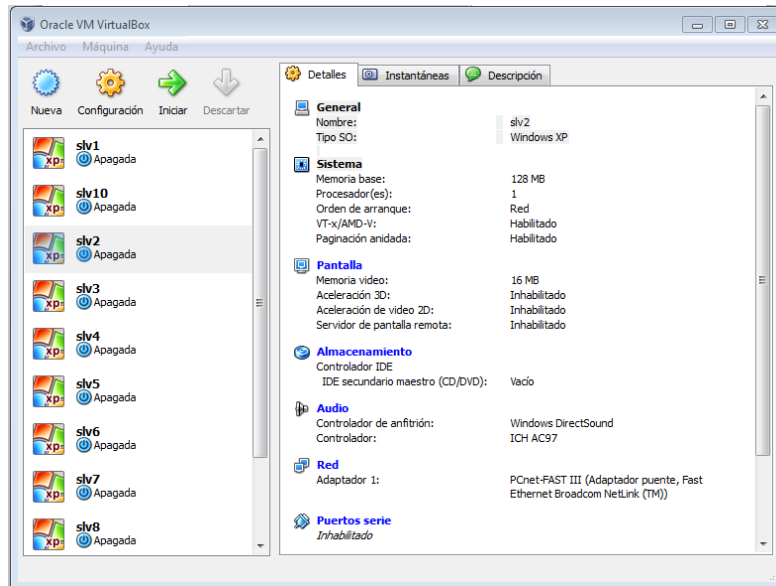 Oracle VM VirtualBox
Archivo Máquina Ayuda
Nueva Configuración Iniciar Descartar
slv1
Apagada
slv10
Apagada
slv2
Apagada
slv3
Apagada
slv4
Apagada
slv5
Apagada
slv6
Apagada
slv7
Apagada
slv8
Apagada
Detalles Instantáneas Descripción
General
Nombre: slv2
Tipo SO: Windows XP
Sistema
Memoria base: 128 MB
Procesador(es): 1
Orden de arranque: Red
VT-x/AMD-V: Habilitado
Paginación anidada: Habilitado
Pantalla
Memoria video: 16 MB
Aceleración 3D: Inhabilitado
Aceleración de video 2D: Inhabilitado
Servidor de pantalla remota: Inhabilitado
Almacenamiento
Controlador IDE
IDE secundario maestro (CD/DVD): Vacío
Audio
Controlador de anfitrión: Windows DirectSound
Controlador: ICH AC97
Red
Adaptador 1: PCnet-FAST III (Adaptador puente, Fast
Ethernet Broadcom NetLink (TM))
Puertos serie
Inhabilitado